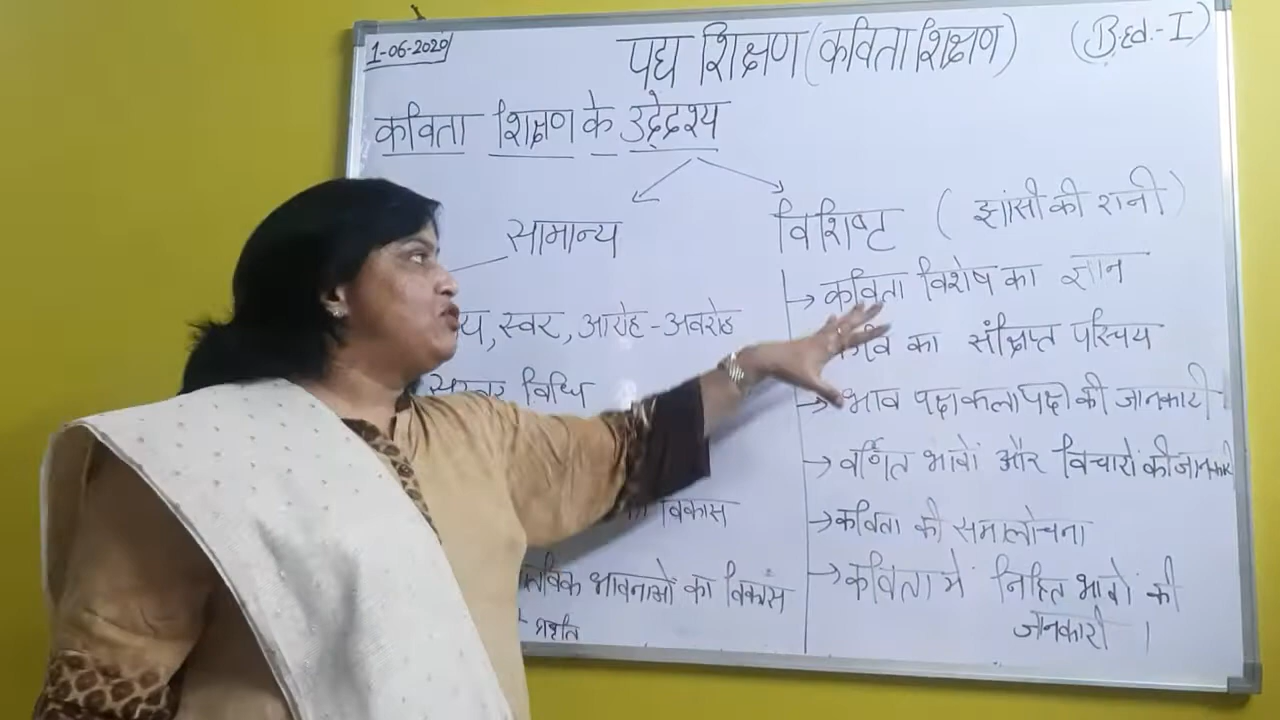 1-06-2020
पद्य शिक्षण (कविता शिक्षण)
(B.Ed.-I)
कविता शिक्षण के उद्देश्य
सामान्य
स्वर, आरोह-अवरोह
विधि
विकास
भावनाओं का विकास
विशिष्ट (झांसी की रानी)
→ कविता विशेष का ज्ञान
का संक्षिप्त परिचय
→ भाव पक्ष कलापक्ष की जानकारी
→ वर्णित भावों और विचारों की जानकारी
→ कविता की समालोचना
→ कविता में निहित भावों की
जानकारी ।